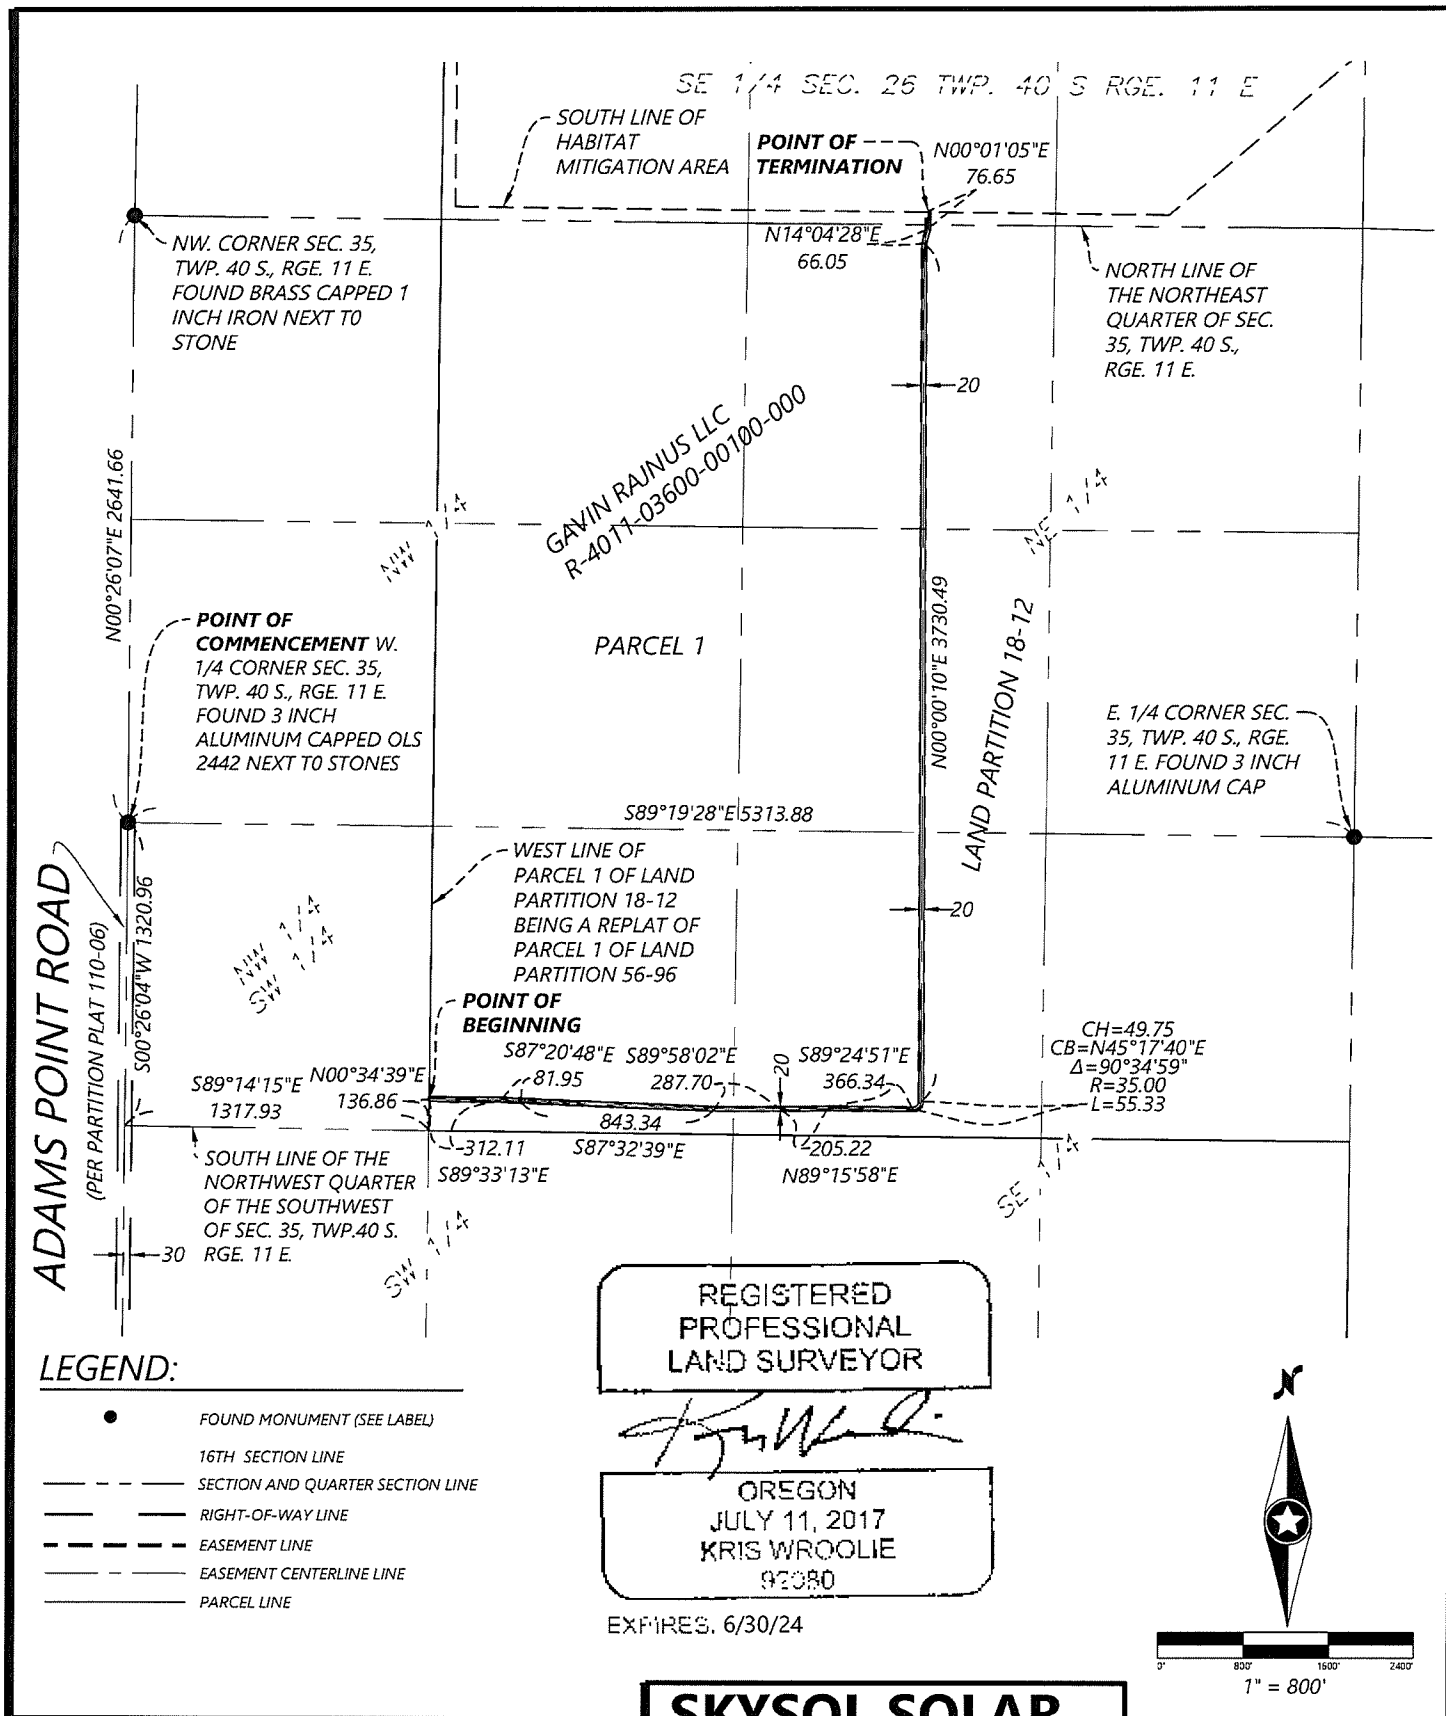 SE 1/4 SEC. 26 TWP. 40 S RGE. 11 E
SOUTH LINE OF
HABITAT
MITIGATION AREA
POINT OF
TERMINATION
N00°01'05"E
76.65
N14°04'28"E
66.05
NW. CORNER SEC. 35,
TWP. 40 S., RGE. 11 E.
FOUND BRASS CAPPED 1
INCH IRON NEXT T0
STONE
NORTH LINE OF
THE NORTHEAST
QUARTER OF SEC.
35, TWP. 40 S.,
RGE. 11 E.
20
GAVIN RAJNUS LLC
R-4011-03600-00100-000
N00°26'07"E 2641.66
NW 1/4
NE 1/4
POINT OF
COMMENCEMENT W.
1/4 CORNER SEC. 35,
TWP. 40 S., RGE. 11 E.
FOUND 3 INCH
ALUMINUM CAPPED OLS
2442 NEXT T0 STONES
PARCEL 1
N00°00'10"E 3730.49
LAND PARTITION 18-12
E. 1/4 CORNER SEC.
35, TWP. 40 S., RGE.
11 E. FOUND 3 INCH
ALUMINUM CAP
S89°19'28"E 5313.88
WEST LINE OF
PARCEL 1 OF LAND
PARTITION 18-12
BEING A REPLAT OF
PARCEL 1 OF LAND
PARTITION 56-96
20
ADAMS POINT ROAD
(PER PARTITION PLAT 110-06)
S00°26'04"W 1320.96
NW 1/4
SW 1/4
POINT OF
BEGINNING
S87°20'48"E
81.95
S89°58'02"E
287.70
20
S89°24'51"E
366.34
CH=49.75
CB=N45°17'40"E
Δ=90°34'59"
R=35.00
L=55.33
S89°14'15"E
1317.93
N00°34'39"E
136.86
843.34
S87°32'39"E
312.11
S89°33'13"E
205.22
N89°15'58"E
SOUTH LINE OF THE
NORTHWEST QUARTER
OF THE SOUTHWEST
OF SEC. 35, TWP.40 S.
RGE. 11 E.
30
SW 1/4
SE 1/4
REGISTERED
PROFESSIONAL
LAND SURVEYOR
OREGON
JULY 11, 2017
KRIS WROOLIE
92080
EXPIRES. 6/30/24
LEGEND:
FOUND MONUMENT (SEE LABEL)
16TH SECTION LINE
SECTION AND QUARTER SECTION LINE
RIGHT-OF-WAY LINE
EASEMENT LINE
EASEMENT CENTERLINE LINE
PARCEL LINE
N
0' 800' 1600' 2400'
1" = 800'
SKYSOL SOLAR